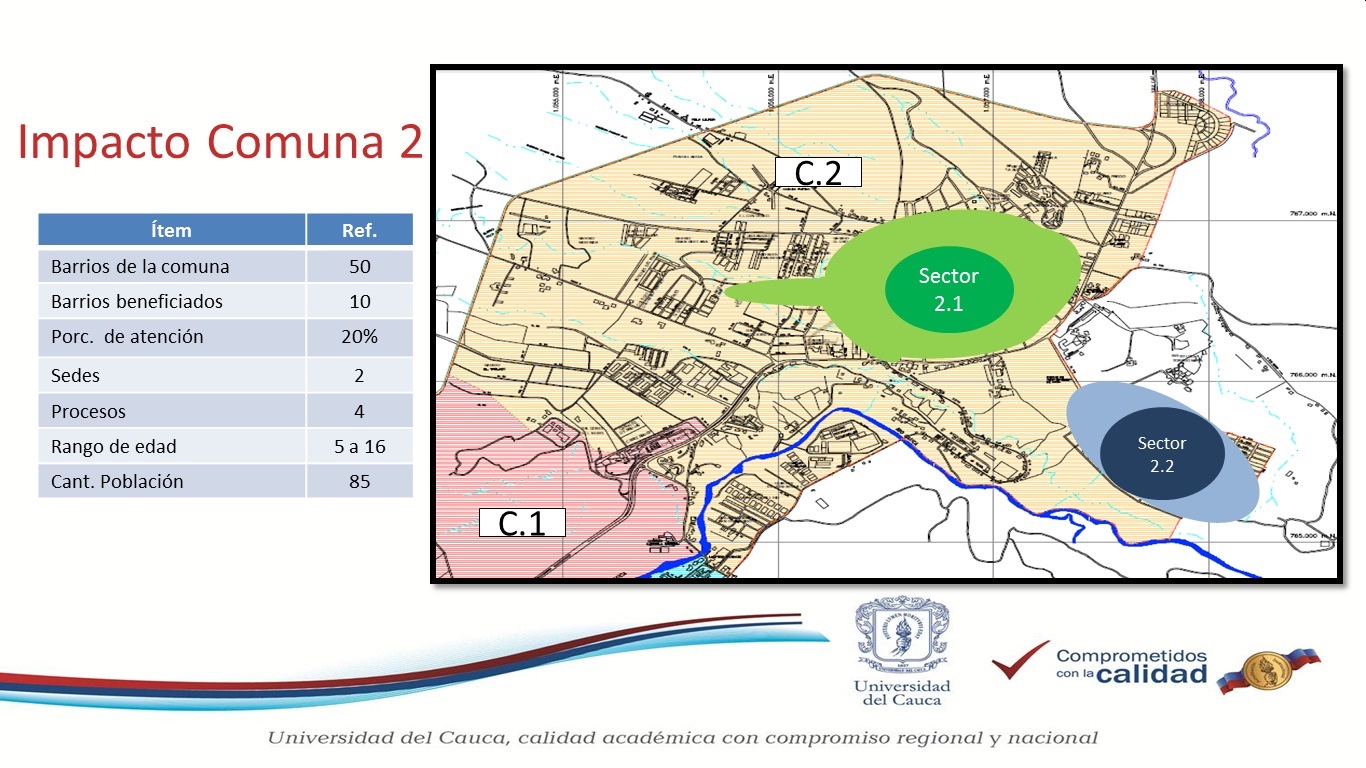 Impacto Comuna 2
Ítem Ref.
Barrios de la comuna 50
Barrios beneficiados 10
Porc. de atención 20%
Sedes 2
Procesos 4
Rango de edad 5 a 16
Cant. Población 85
C.2
Sector
2.1
Sector
2.2
C.1
767.000 m.N.
766.000 m.N.
765.000 m.N.
Universidad
del Cauca
Comprometidos
con la calidad
Universidad del Cauca, calidad académica con compromiso regional y nacional